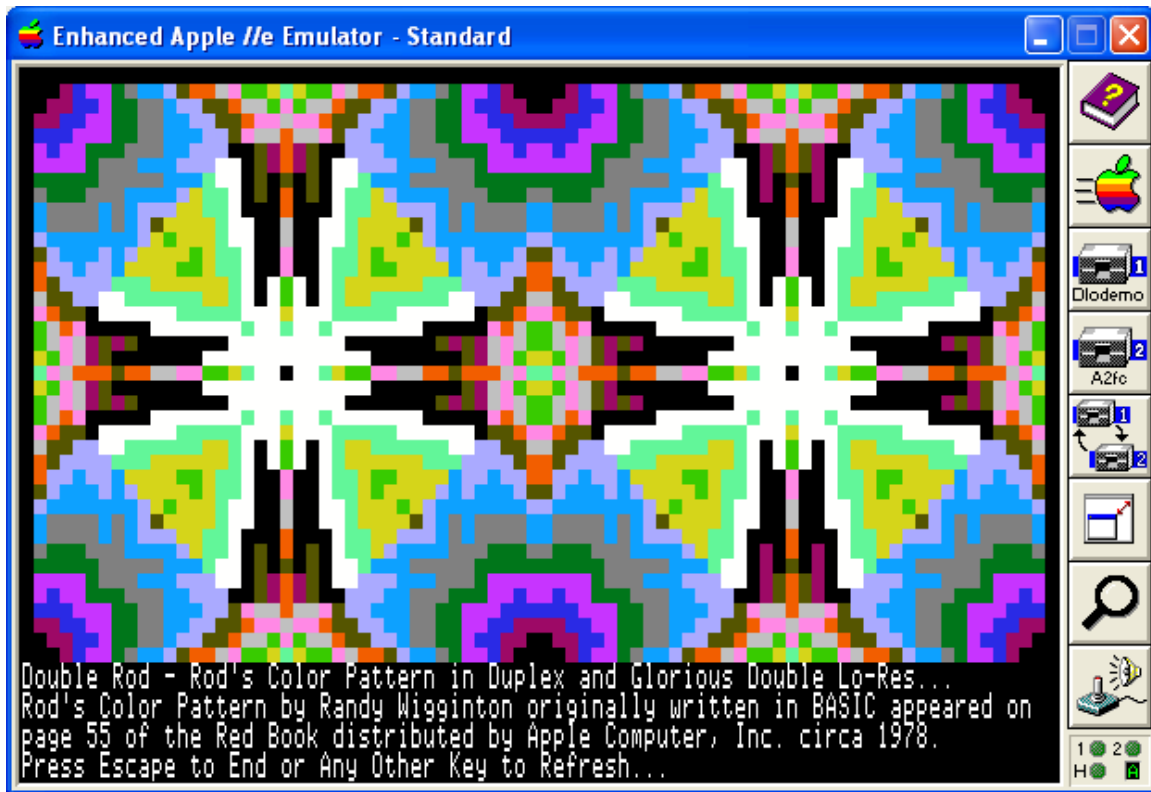 Enhanced Apple //e Emulator - Standard
?
1
Dlodemo
2
A2fc
1
2
Double Rod - Rod's Color Pattern in Duplex and Glorious Double Lo-Res...
Rod's Color Pattern by Randy Wigginton originally written in BASIC appeared on
page 55 of the Red Book distributed by Apple Computer, Inc. circa 1978.
Press Escape to End or Any Other Key to Refresh...
1 2
H A